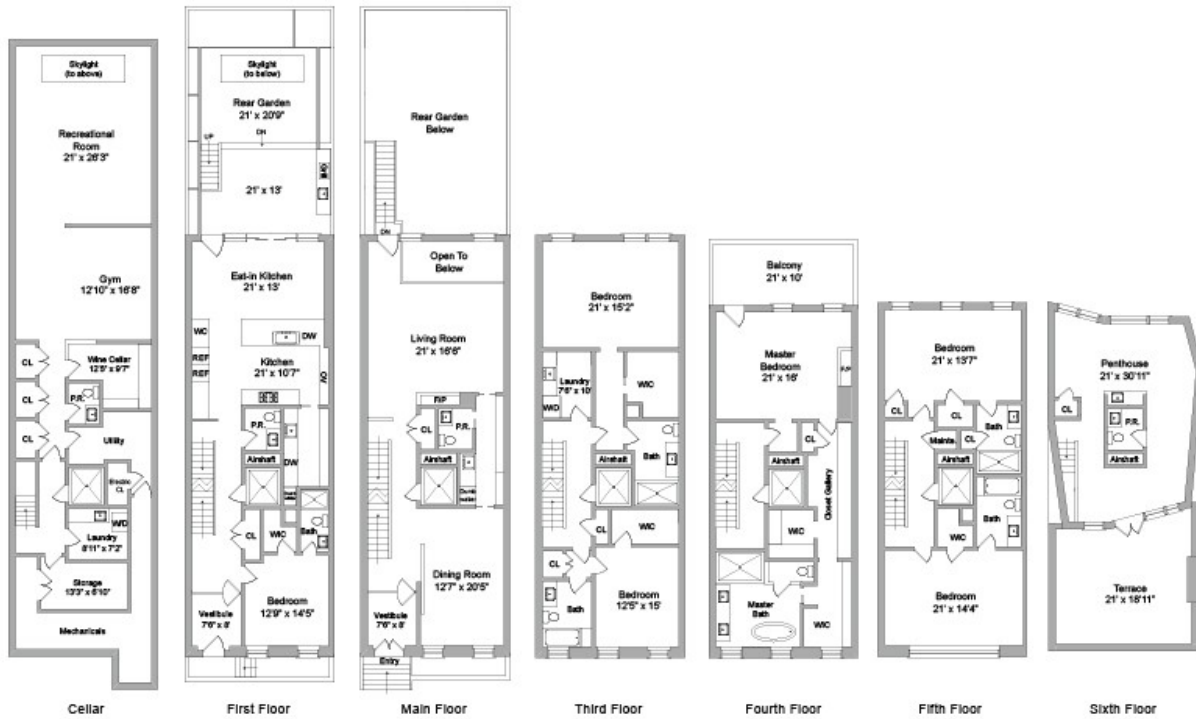 Skylight
(to above)
Recreational
Room
21' x 26'3"
Gym
12'10" x 16'8"
CL
Wine Cellar
12'5" x 9'7"
CL
P.R.
CL
Utility
Electric
CL
W/D
Laundry
8'11" x 7'2"
Storage
13'3" x 6'10"
Mechanicals
Cellar
Skylight
(to below)
Rear Garden
21' x 20'9"
UP
DN
Grill
21' x 13'
Eat-in Kitchen
21' x 13'
WC
DW
REF
REF
Kitchen
21' x 10'7"
OV
P.R.
Airshaft
DW
CL
WIC
Bath
Bedroom
12'9" x 14'5"
Vestibule
7'6" x 8'
First Floor
Rear Garden
Below
DN
Open To
Below
Living Room
21' x 16'6"
F/P
CL
P.R.
Airshaft
Dumb
waiter
Dining Room
12'7" x 20'5"
Vestibule
7'6" x 8'
Entry
Main Floor
Bedroom
21' x 15'2"
Laundry
7'6" x 10'
W/D
WIC
Bath
Airshaft
CL
WIC
CL
Bath
Bedroom
12'5" x 15'
Third Floor
Balcony
21' x 10'
Master
Bedroom
21' x 16'
F/P
CL
Airshaft
Closet Gallery
WIC
Master
Bath
WIC
Fourth Floor
Bedroom
21' x 13'7"
CL
CL
Bath
Mainte.
CL
Airshaft
Bath
WIC
Bedroom
21' x 14'4"
Fifth Floor
Penthouse
21' x 30'11"
CL
P.R.
Airshaft
Terrace
21' x 18'11"
Sixth Floor